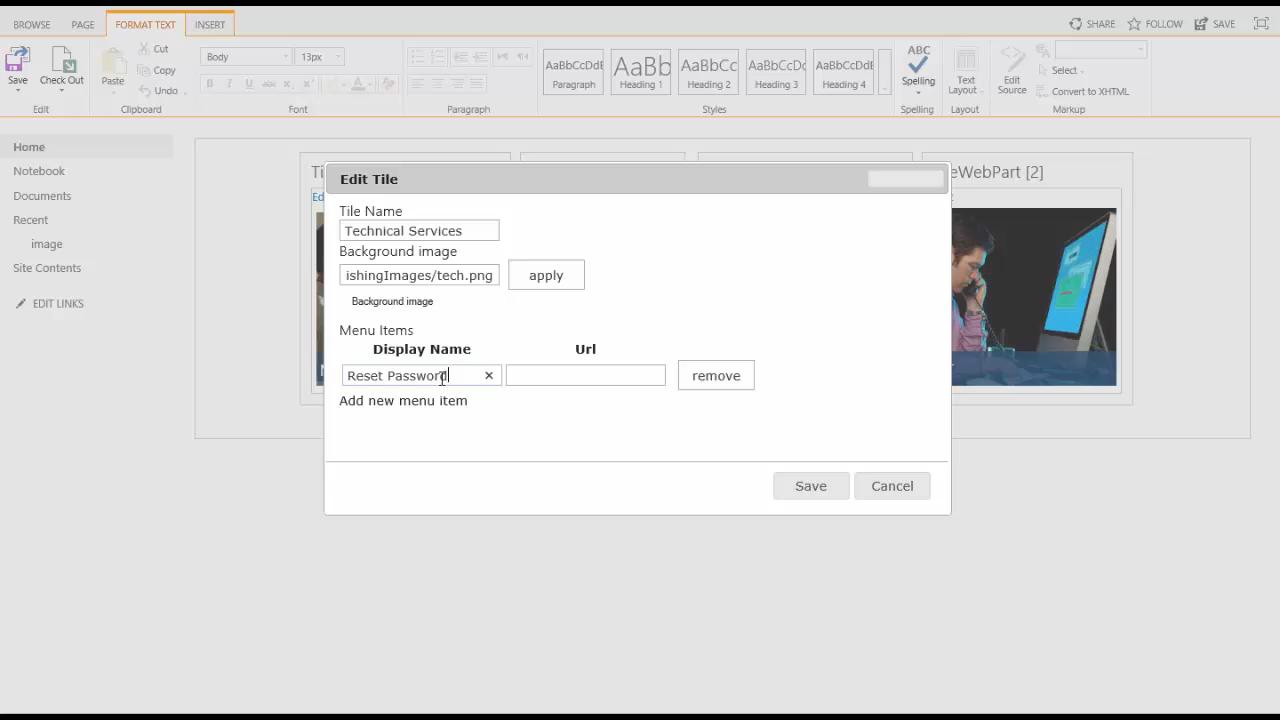 BROWSE PAGE FORMAT TEXT INSERT SHARE FOLLOW SAVE
Save Check Out Paste Cut Copy Undo
Body 13px
B I U abc x x A
AaBbCcDdE AaBb AaBbCc AaBbCcDc AaBbCcDdE
Paragraph Heading 1 Heading 2 Heading 3 Heading 4
ABC Spelling Text Layout Edit Source Select Convert to XHTML
Edit Clipboard Font Paragraph Styles Spelling Layout Markup
Home
Notebook
Documents
Recent
image
Site Contents
EDIT LINKS
Ti
Ed
eWebPart [2]
Edit Tile
Tile Name
Technical Services
Background image
ishingImages/tech.png apply
Background image
Menu Items
Display Name Url
Reset Password × remove
Add new menu item
Save Cancel